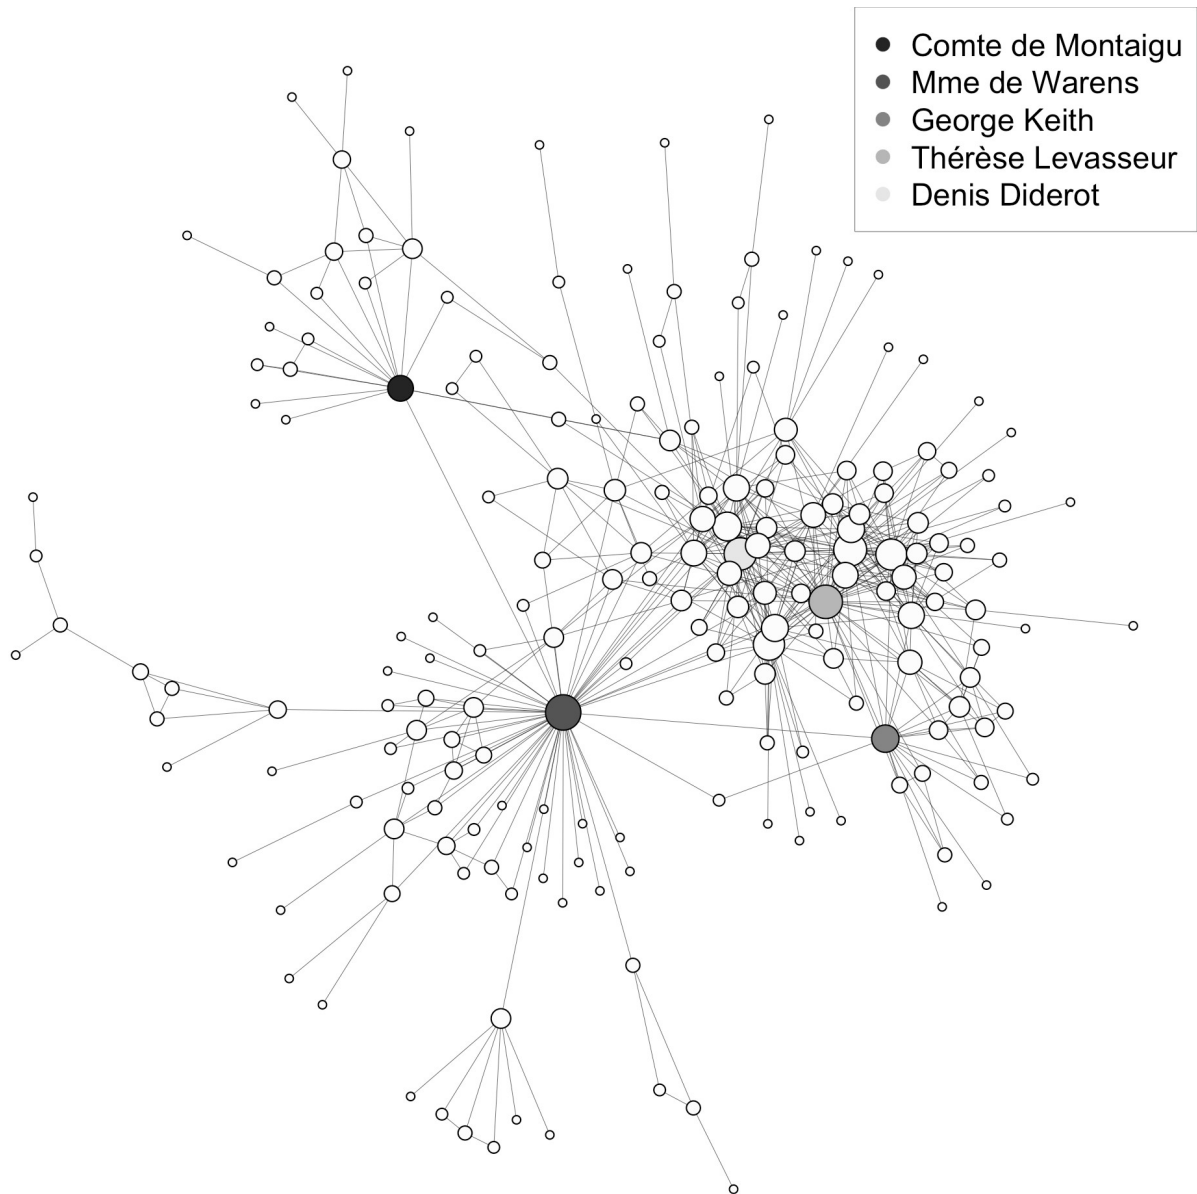 Comte de Montaigu
Mme de Warens
George Keith
Thérèse Levasseur
Denis Diderot